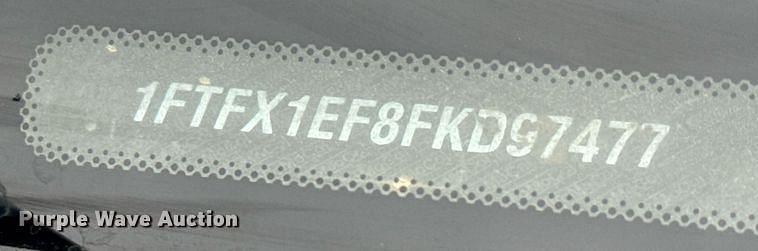 1FTFX1EF8FKD97477
Purple Wave Auction